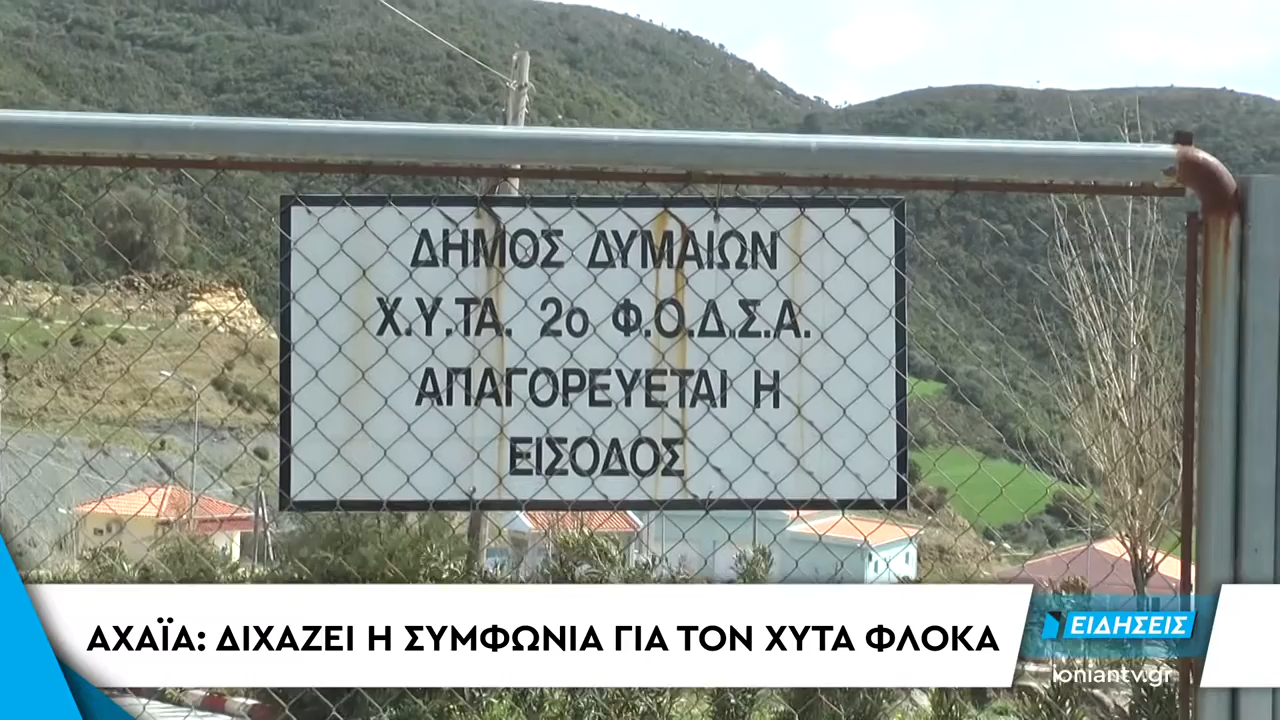 ΔΗΜΟΣ ΔΥΜΑΙΩΝ
Χ.Υ.ΤΑ. 2ο Φ.Ο.Δ.Σ.Α.
ΑΠΑΓΟΡΕΥΕΤΑΙ Η
ΕΙΣΟΔΟΣ
ΑΧΑΪΑ: ΔΙΧΑΖΕΙ Η ΣΥΜΦΩΝΙΑ ΓΙΑ ΤΟΝ ΧΥΤΑ ΦΛΟΚΑ
ΕΙΔΗΣΕΙΣ
ioniantv.gr